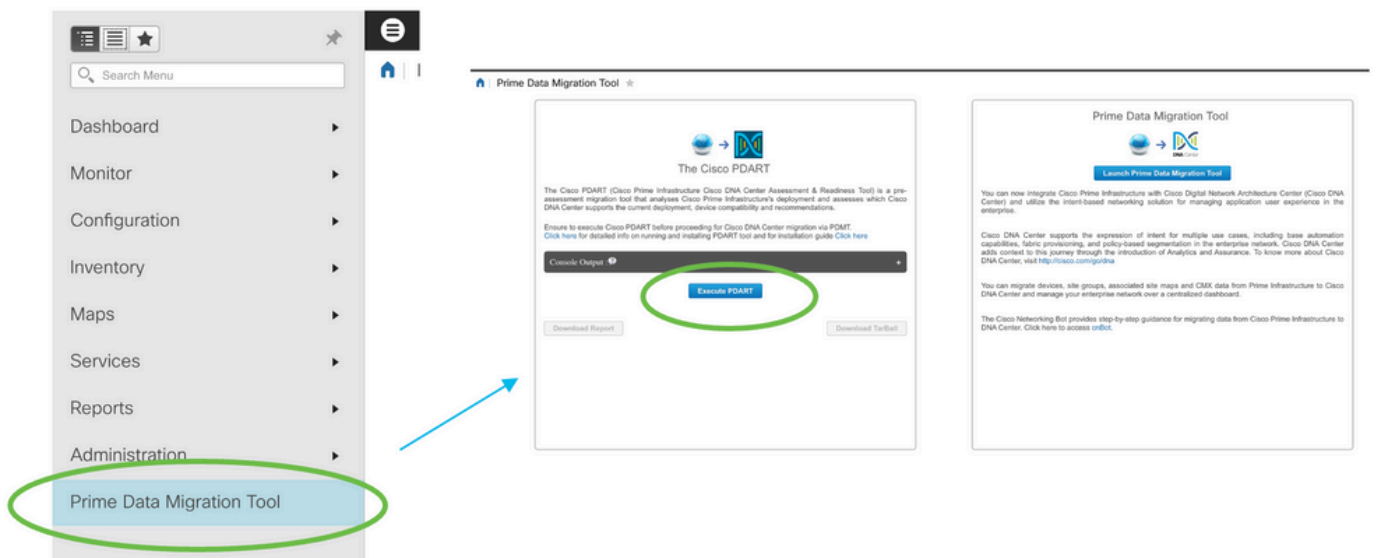 Search Menu
Dashboard
Monitor
Configuration
Inventory
Maps
Services
Reports
Administration
Prime Data Migration Tool
Prime Data Migration Tool
The Cisco PDART
The Cisco PDART (Cisco Prime Infrastructure Cisco DNA Center Assessment & Readiness Tool) is a pre-
assessment migration tool that analyses Cisco Prime Infrastructure's deployment and assesses which Cisco
DNA Center supports the current deployment, device compatibility and recommendations.
Ensure to execute Cisco PDART before proceeding for Cisco DNA Center migration via PDMT.
Click here for detailed info on running and installing PDART tool and for installation guide Click here
Console Output
Execute PDART
Download Report
Download TarBall
Prime Data Migration Tool
DNA Center
Launch Prime Data Migration Tool
You can now integrate Cisco Prime Infrastructure with Cisco Digital Network Architecture Center (Cisco DNA
Center) and utilize the intent-based networking solution for managing application user experience in the
enterprise.
Cisco DNA Center supports the expression of intent for multiple use cases, including base automation
capabilities, fabric provisioning, and policy-based segmentation in the enterprise network. Cisco DNA Center
adds context to this journey through the introduction of Analytics and Assurance. To know more about Cisco
DNA Center, visit http://cisco.com/go/dna
You can migrate devices, site groups, associated site maps and CMX data from Prime Infrastructure to Cisco
DNA Center and manage your enterprise network over a centralized dashboard.
The Cisco Networking Bot provides step-by-step guidance for migrating data from Cisco Prime Infrastructure to
DNA Center. Click here to access cnBot.